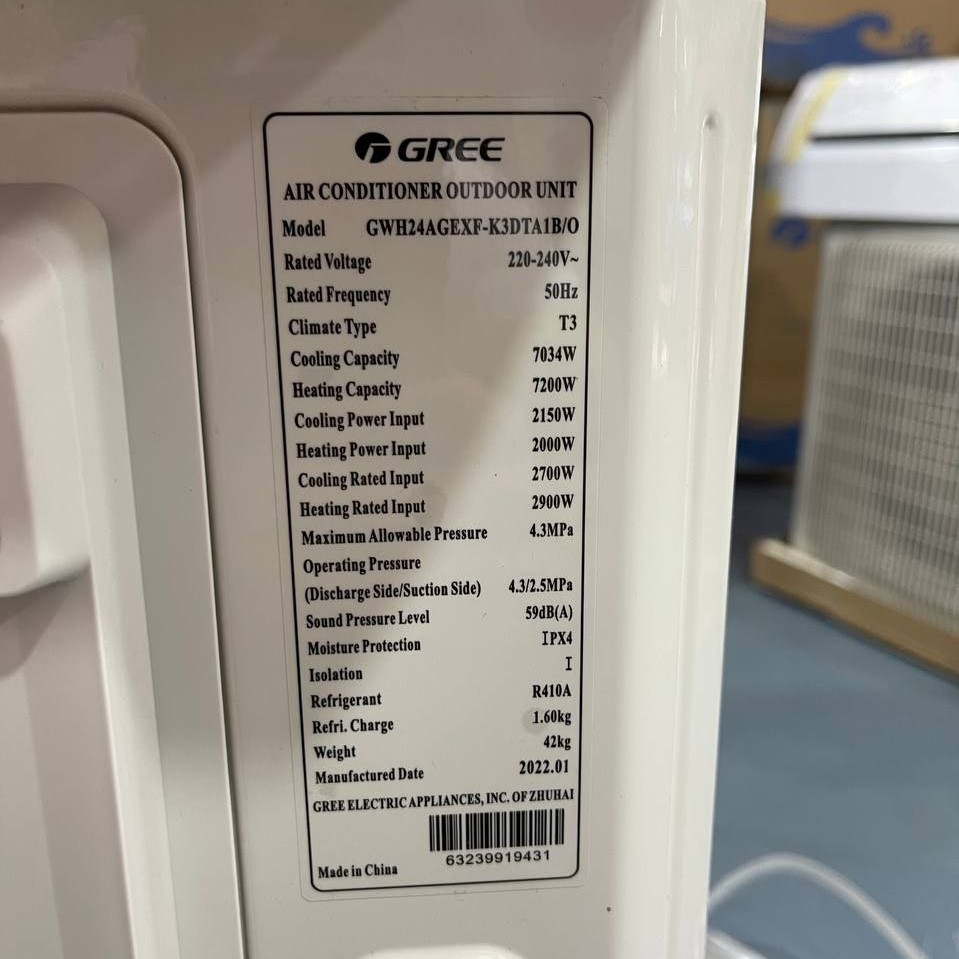 GREE
AIR CONDITIONER OUTDOOR UNIT
Model GWH24AGEXF-K3DTA1B/O
Rated Voltage 220-240V~
Rated Frequency 50Hz
Climate Type T3
Cooling Capacity 7034W
Heating Capacity 7200W
Cooling Power Input 2150W
Heating Power Input 2000W
Cooling Rated Input 2700W
Heating Rated Input 2900W
Maximum Allowable Pressure 4.3MPa
Operating Pressure
(Discharge Side/Suction Side) 4.3/2.5MPa
Sound Pressure Level 59dB(A)
Moisture Protection IPX4
Isolation I
Refrigerant R410A
Refri. Charge 1.60kg
Weight 42kg
Manufactured Date 2022.01
GREE ELECTRIC APPLIANCES, INC. OF ZHUHAI
63239919431
Made in China